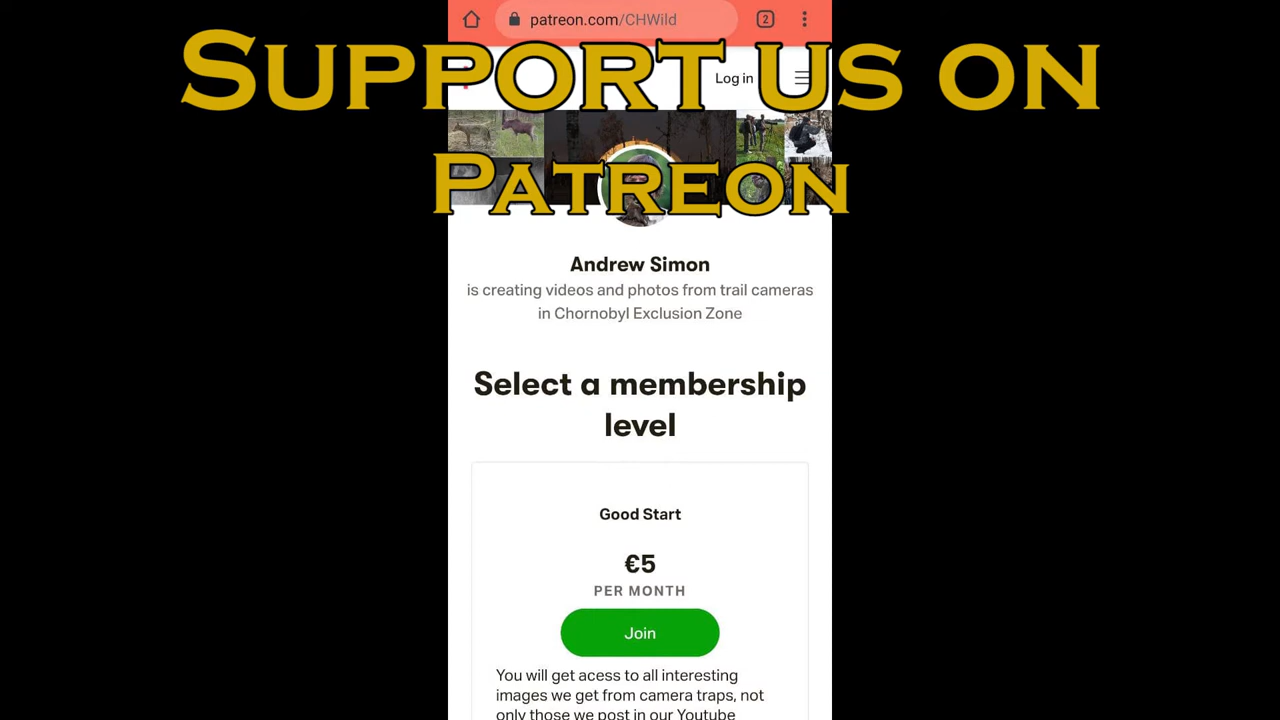 patreon.com/CHWild
2
SUPPORT US ON
Log in
PATREON
Andrew Simon
is creating videos and photos from trail cameras
in Chornobyl Exclusion Zone
Select a membership
level
Good Start
€5
PER MONTH
Join
You will get acess to all interesting
images we get from camera traps, not
only those we post in our Youtube